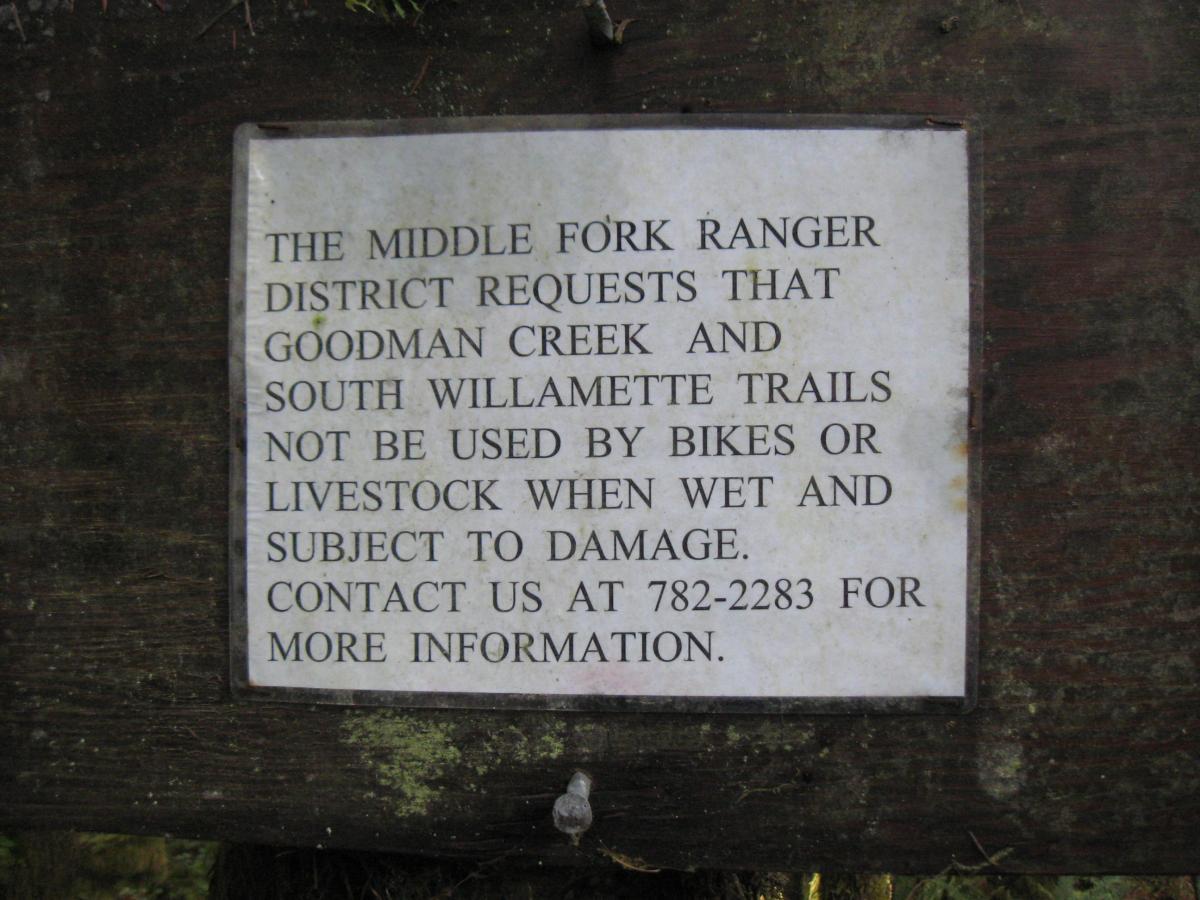 THE MIDDLE FORK RANGER
DISTRICT REQUESTS THAT
GOODMAN CREEK AND
SOUTH WILLAMETTE TRAILS
NOT BE USED BY BIKES OR
LIVESTOCK WHEN WET AND
SUBJECT TO DAMAGE.
CONTACT US AT 782-2283 FOR
MORE INFORMATION.